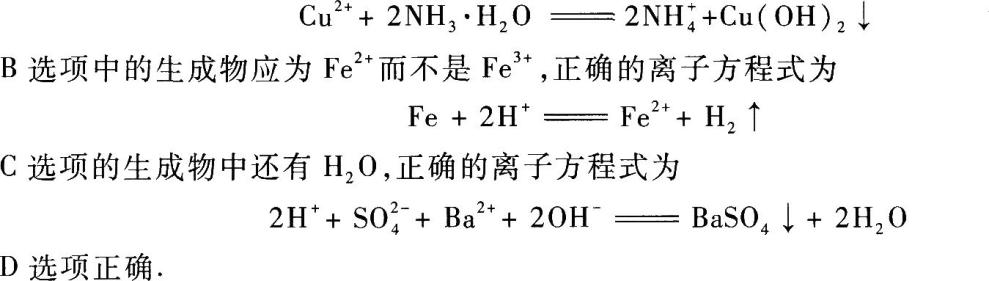 Cu²⁺ + 2NH₃·H₂O ══ 2NH₄⁺+Cu(OH)₂↓
B 选项中的生成物应为 Fe²⁺而不是 Fe³⁺,正确的离子方程式为
Fe + 2H⁺ ══ Fe²⁺ + H₂↑
C 选项的生成物中还有 H₂O,正确的离子方程式为
2H⁺ + SO₄²⁻ + Ba²⁺ + 2OH⁻ ══ BaSO₄↓ + 2H₂O
D 选项正确.